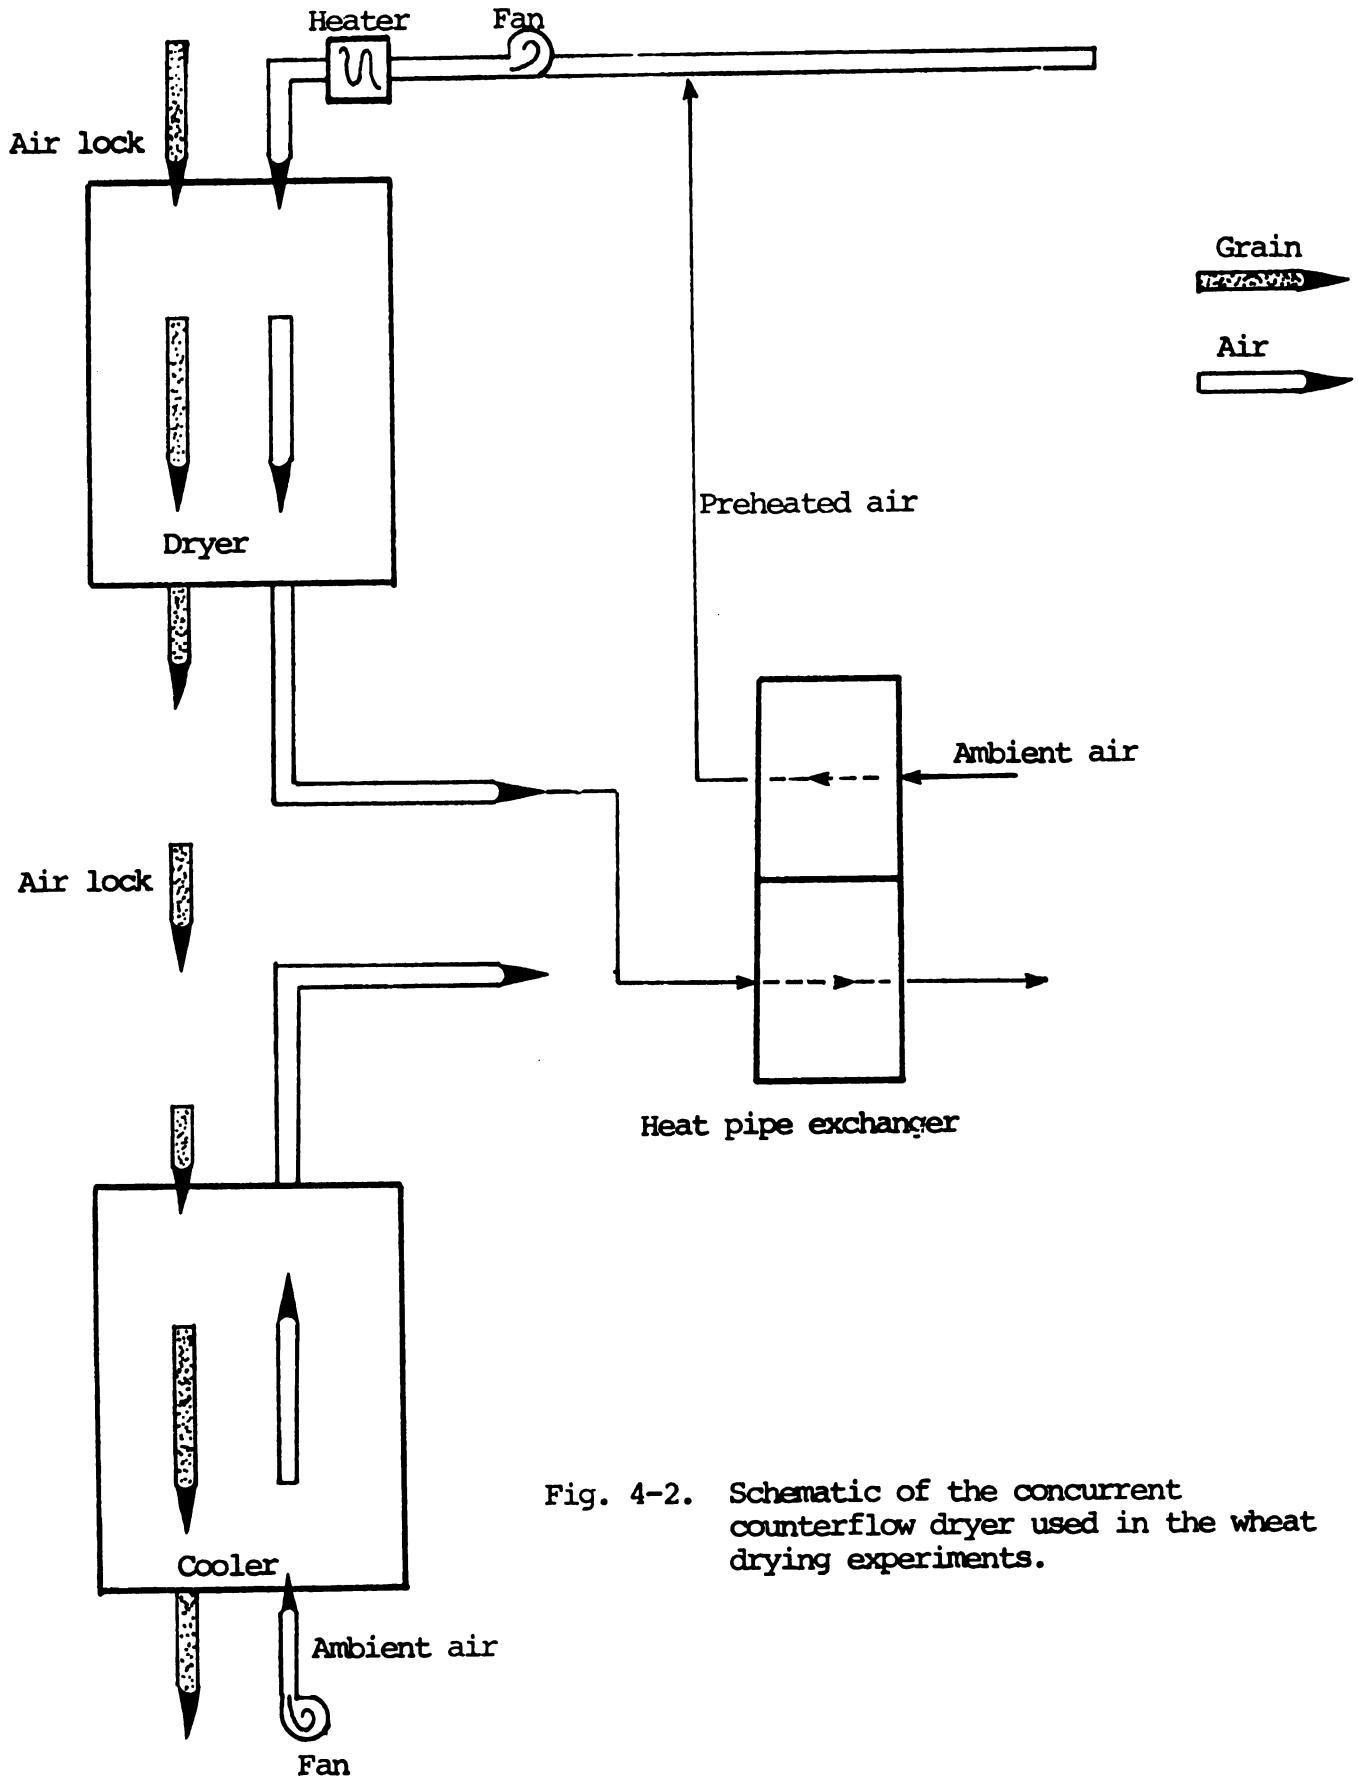 Heater
Fan
Air lock
Grain
Air
Preheated air
Dryer
Ambient air
Air lock
Heat pipe exchanger
Cooler
Fig. 4-2. Schematic of the concurrent
counterflow dryer used in the wheat
drying experiments.
Ambient air
Fan